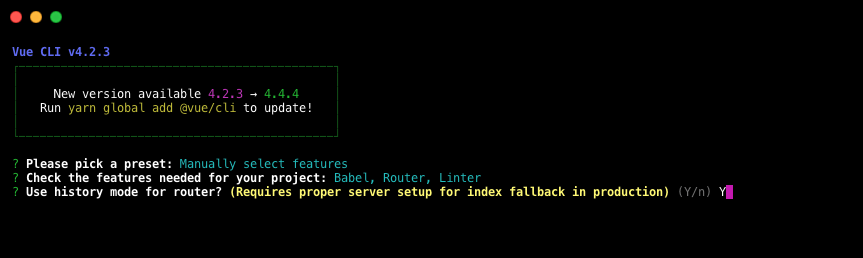 Vue CLI v4.2.3
New version available 4.2.3 → 4.4.4
Run yarn global add @vue/cli to update!
? Please pick a preset: Manually select features
? Check the features needed for your project: Babel, Router, Linter
? Use history mode for router? (Requires proper server setup for index fallback in production) (Y/n) Y